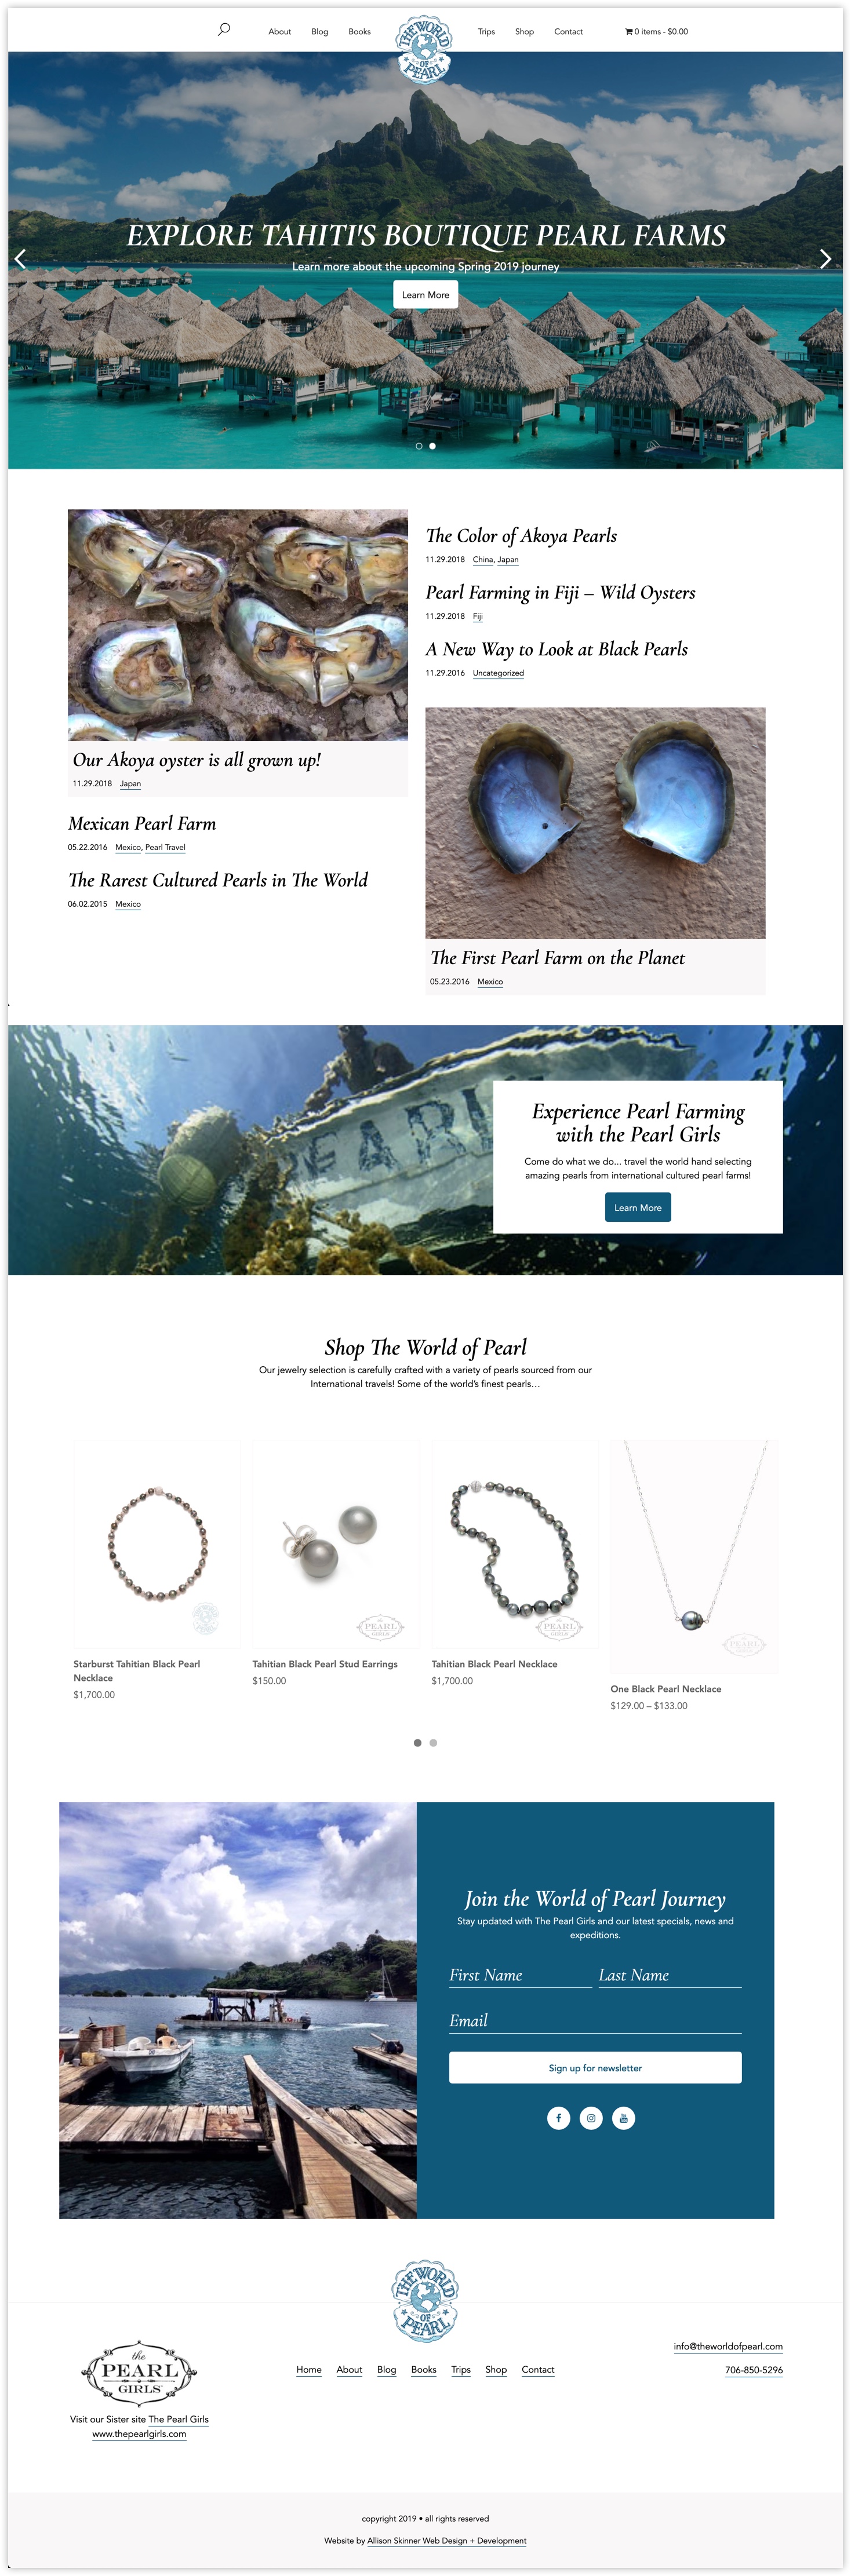 About Blog Books
THE WORLD
OF
PEARL
Trips Shop Contact
0 items - $0.00
EXPLORE TAHITI'S BOUTIQUE PEARL FARMS
Learn more about the upcoming Spring 2019 journey
Learn More
Our Akoya oyster is all grown up!
11.29.2018 Japan
Mexican Pearl Farm
05.22.2016 Mexico, Pearl Travel
The Rarest Cultured Pearls in The World
06.02.2015 Mexico
The Color of Akoya Pearls
11.29.2018 China, Japan
Pearl Farming in Fiji – Wild Oysters
11.29.2018 Fiji
A New Way to Look at Black Pearls
11.29.2016 Uncategorized
The First Pearl Farm on the Planet
05.23.2016 Mexico
Experience Pearl Farming
with the Pearl Girls
Come do what we do... travel the world hand selecting
amazing pearls from international cultured pearl farms!
Learn More
Shop The World of Pearl
Our jewelry selection is carefully crafted with a variety of pearls sourced from our
International travels! Some of the world's finest pearls…
the
PEARL
GIRLS
the
PEARL
GIRLS
the
PEARL
GIRLS
Starburst Tahitian Black Pearl
Necklace
$1,700.00
Tahitian Black Pearl Stud Earrings
$150.00
Tahitian Black Pearl Necklace
$1,700.00
One Black Pearl Necklace
$129.00 – $133.00
Join the World of Pearl Journey
Stay updated with The Pearl Girls and our latest specials, news and
expeditions.
First Name Last Name
Email
Sign up for newsletter
THE WORLD
OF
PEARL
the
PEARL
GIRLS
Visit our Sister site The Pearl Girls
www.thepearlgirls.com
Home About Blog Books Trips Shop Contact
info@theworldofpearl.com
706-850-5296
copyright 2019 • all rights reserved
Website by Allison Skinner Web Design + Development